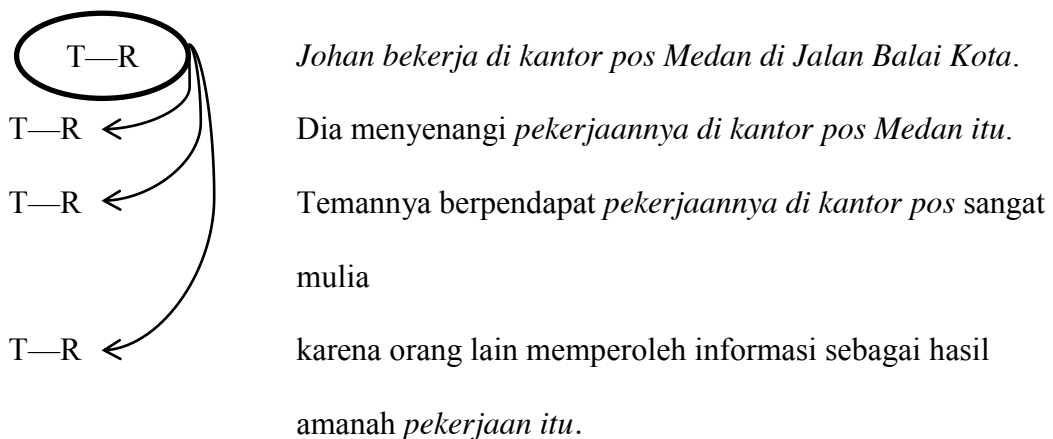 T—R Johan bekerja di kantor pos Medan di Jalan Balai Kota.
T—R Dia menyenangi pekerjaannya di kantor pos Medan itu.
T—R Temannya berpendapat pekerjaannya di kantor pos sangat
mulia
T—R karena orang lain memperoleh informasi sebagai hasil
amanah pekerjaan itu.